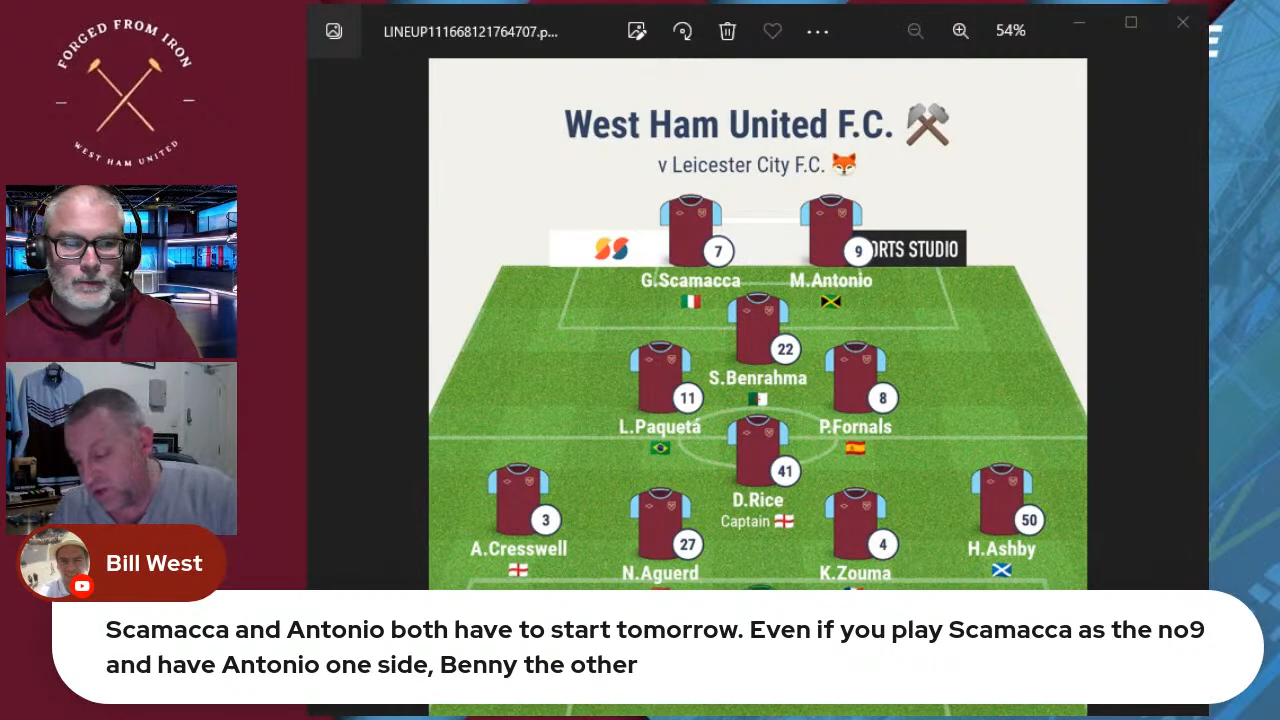 FORGED FROM IRON
WEST HAM UNITED
LINEUP111668121764707.p...
54%
West Ham United F.C.
v Leicester City F.C.
ORTS STUDIO
7
9
G.Scamacca
M.Antonio
22
S.Benrahma
11
8
L.Paquetá
P.Fornals
41
D.Rice
Captain
3
50
A.Cresswell
H.Ashby
27
4
N.Aguerd
K.Zouma
Bill West
Scamacca and Antonio both have to start tomorrow. Even if you play Scamacca as the no9
and have Antonio one side, Benny the other